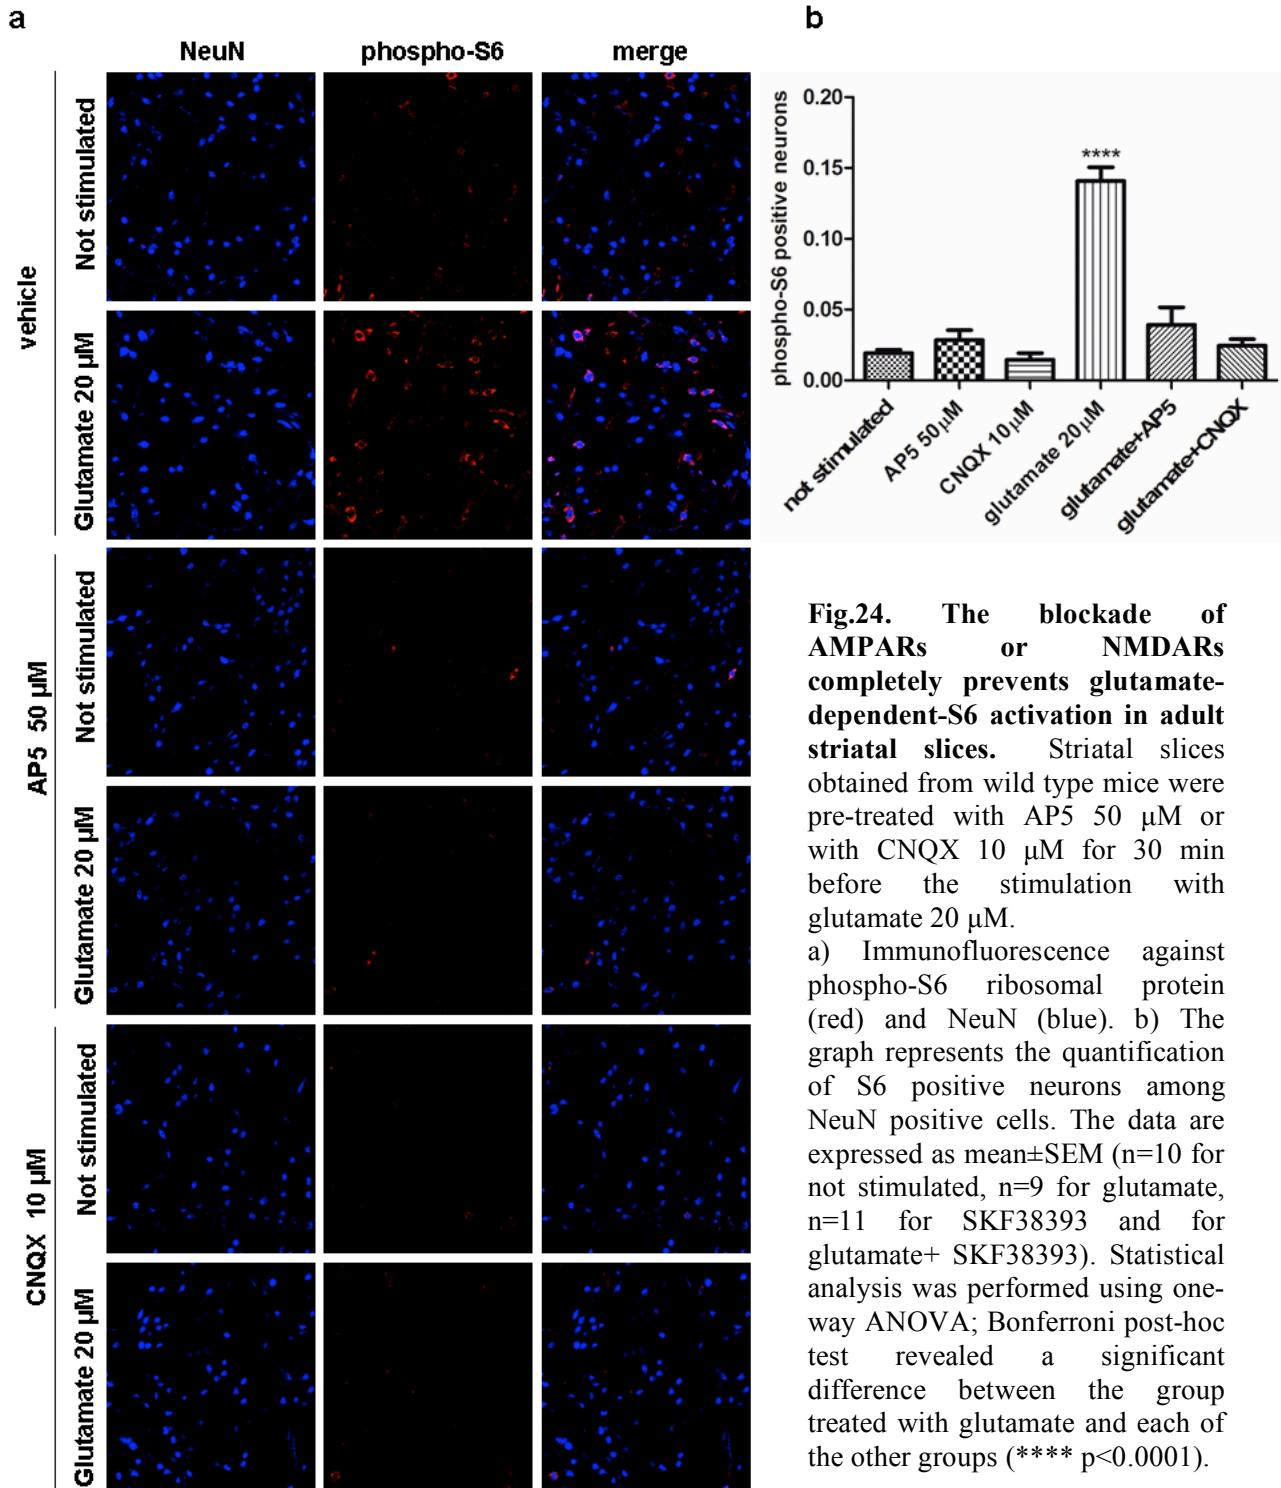 a
NeuN
phospho-S6
merge
vehicle
Not stimulated
Glutamate 20 µM
AP5 50 µM
Not stimulated
Glutamate 20 µM
CNQX 10 µM
Not stimulated
Glutamate 20 µM
b
phospho-S6 positive neurons
0.20
0.15
0.10
0.05
0.00
****
not stimulated
AP5 50µM
CNQX 10µM
glutamate 20µM
glutamate+AP5
glutamate+CNQX
Fig.24. The blockade of
AMPARs or NMDARs
completely prevents glutamate-
dependent-S6 activation in adult
striatal slices. Striatal slices
obtained from wild type mice were
pre-treated with AP5 50 µM or
with CNQX 10 µM for 30 min
before the stimulation with
glutamate 20 µM.
a) Immunofluorescence against
phospho-S6 ribosomal protein
(red) and NeuN (blue). b) The
graph represents the quantification
of S6 positive neurons among
NeuN positive cells. The data are
expressed as mean±SEM (n=10 for
not stimulated, n=9 for glutamate,
n=11 for SKF38393 and for
glutamate+ SKF38393). Statistical
analysis was performed using one-
way ANOVA; Bonferroni post-hoc
test revealed a significant
difference between the group
treated with glutamate and each of
the other groups (**** p<0.0001).